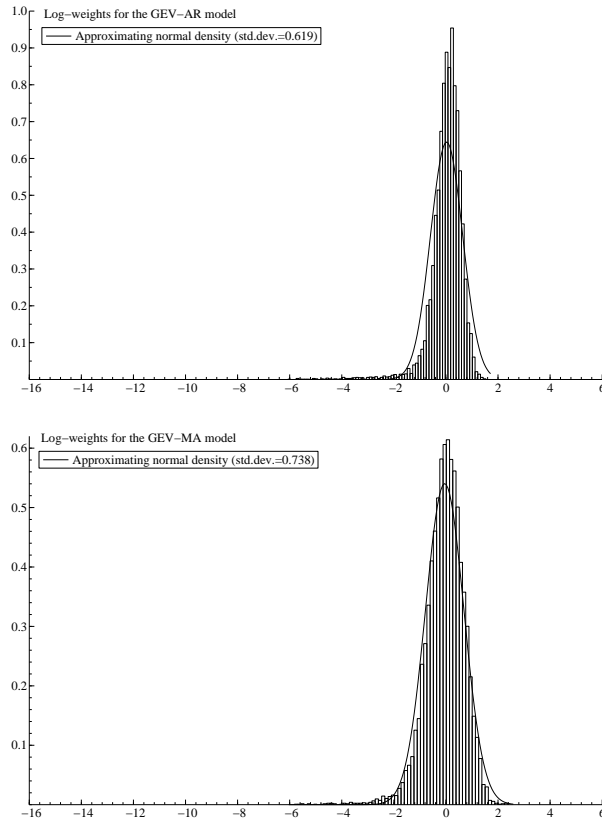 Log−weights for the GEV−AR model
Approximating normal density (std.dev.=0.619)
1.0
0.9
0.8
0.7
0.6
0.5
0.4
0.3
0.2
0.1
−16 −14 −12 −10 −8 −6 −4 −2 0 2 4 6
Log−weights for the GEV−MA model
Approximating normal density (std.dev.=0.738)
0.6
0.5
0.4
0.3
0.2
0.1
−16 −14 −12 −10 −8 −6 −4 −2 0 2 4 6